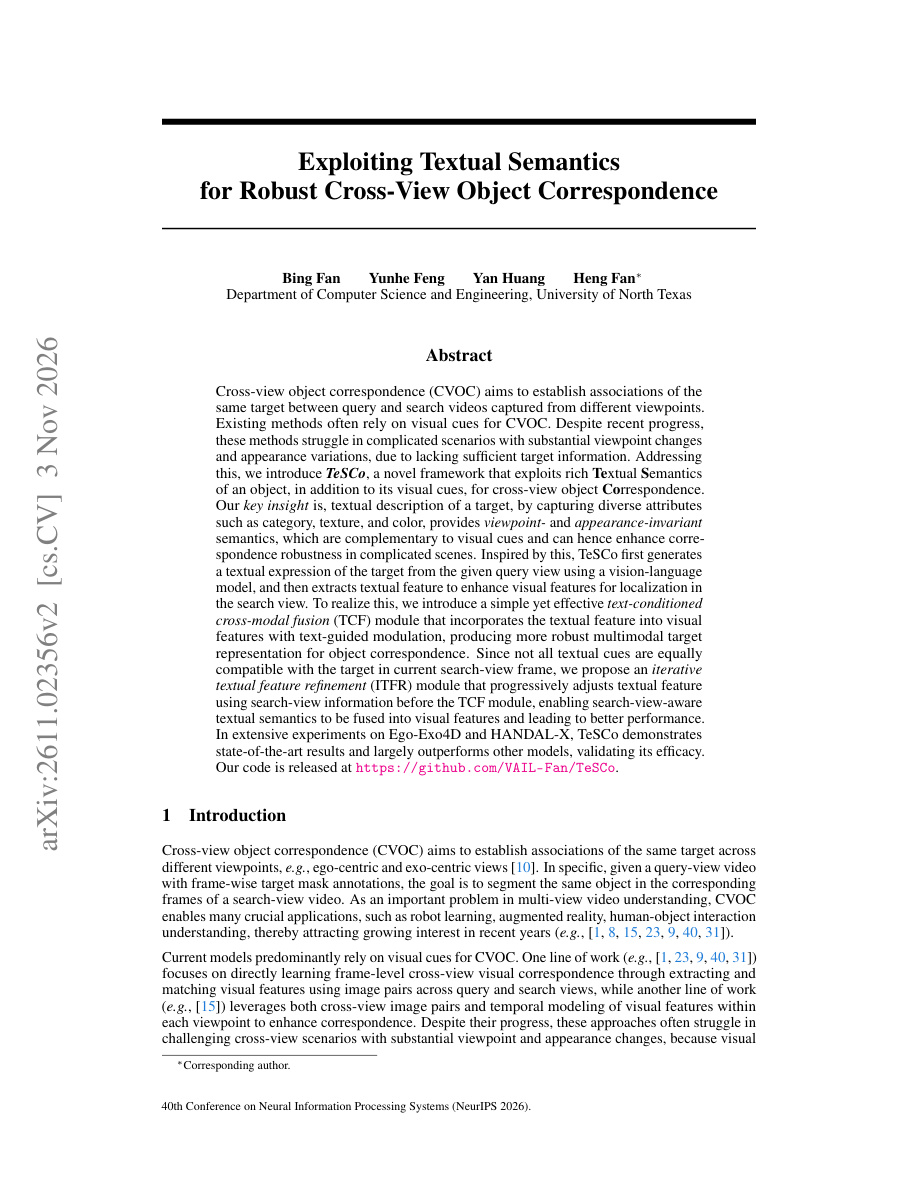 Exploiting Textual Semantics
for Robust Cross-View Object Correspondence
Bing Fan Yunhe Feng Yan Huang Heng Fan*
Department of Computer Science and Engineering, University of North Texas
Abstract
Cross-view object correspondence (CVOC) aims to establish associations of the
same target between query and search videos captured from different viewpoints.
Existing methods often rely on visual cues for CVOC. Despite recent progress,
these methods struggle in complicated scenarios with substantial viewpoint changes
and appearance variations, due to lacking sufficient target information. Addressing
this, we introduce TeSCo, a novel framework that exploits rich Textual Semantics
of an object, in addition to its visual cues, for cross-view object Correspondence.
Our key insight is, textual description of a target, by capturing diverse attributes
such as category, texture, and color, provides viewpoint- and appearance-invariant
semantics, which are complementary to visual cues and can hence enhance corre-
spondence robustness in complicated scenes. Inspired by this, TeSCo first generates
a textual expression of the target from the given query view using a vision-language
model, and then extracts textual feature to enhance visual features for localization in
the search view. To realize this, we introduce a simple yet effective text-conditioned
cross-modal fusion (TCF) module that incorporates the textual feature into visual
features with text-guided modulation, producing more robust multimodal target
representation for object correspondence. Since not all textual cues are equally
compatible with the target in current search-view frame, we propose an iterative
textual feature refinement (ITFR) module that progressively adjusts textual feature
using search-view information before the TCF module, enabling search-view-aware
textual semantics to be fused into visual features and leading to better performance.
In extensive experiments on Ego-Exo4D and HANDAL-X, TeSCo demonstrates
state-of-the-art results and largely outperforms other models, validating its efficacy.
Our code is released at https://github.com/VAIL-Fan/TeSCo.
1 Introduction
Cross-view object correspondence (CVOC) aims to establish associations of the same target across
different viewpoints, e.g., ego-centric and exo-centric views [10]. In specific, given a query-view video
with frame-wise target mask annotations, the goal is to segment the same object in the corresponding
frames of a search-view video. As an important problem in multi-view video understanding, CVOC
enables many crucial applications, such as robot learning, augmented reality, human-object interaction
understanding, thereby attracting growing interest in recent years (e.g., [1, 8, 15, 23, 9, 40, 31]).
Current models predominantly rely on visual cues for CVOC. One line of work (e.g., [1, 23, 9, 40, 31])
focuses on directly learning frame-level cross-view visual correspondence through extracting and
matching visual features using image pairs across query and search views, while another line of work
(e.g., [15]) leverages both cross-view image pairs and temporal modeling of visual features within
each viewpoint to enhance correspondence. Despite their progress, these approaches often struggle in
challenging cross-view scenarios with substantial viewpoint and appearance changes, because visual
*Corresponding author.
40th Conference on Neural Information Processing Systems (NeurIPS 2026).
arXiv:2611.02356v2 [cs.CV] 3 Nov 2026